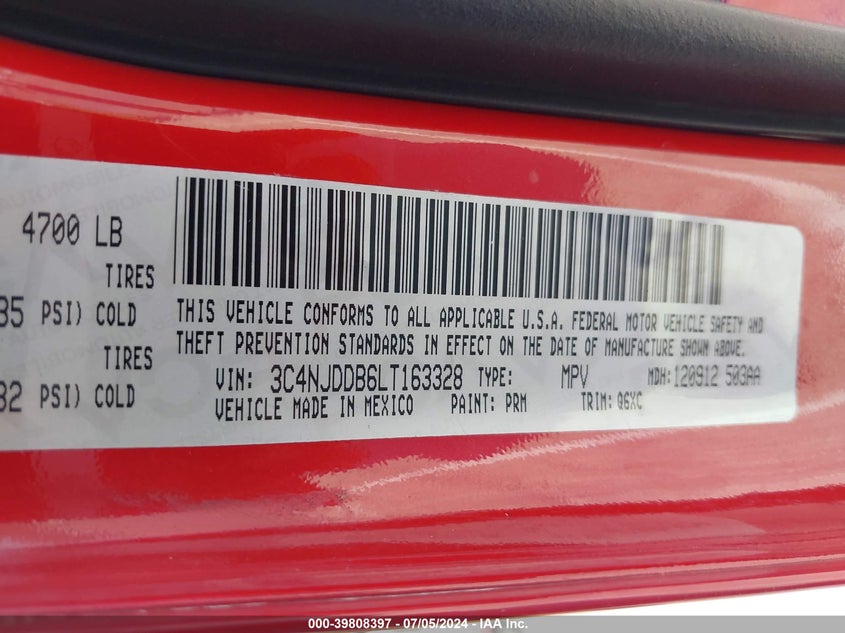 4700 LB
TIRES
35 PSI) COLD
TIRES
32 PSI) COLD
THIS VEHICLE CONFORMS TO ALL APPLICABLE U.S.A. FEDERAL MOTOR VEHICLE SAFETY AND
THEFT PREVENTION STANDARDS IN EFFECT ON THE DATE OF MANUFACTURE SHOWN ABOVE.
VIN: 3C4NJDDB6LT163328 TYPE: MPV MDH: 120912 503AA
VEHICLE MADE IN MEXICO PAINT: PRM TRIM: Q6XC
000-39808397 - 07/05/2024 - IAA Inc.